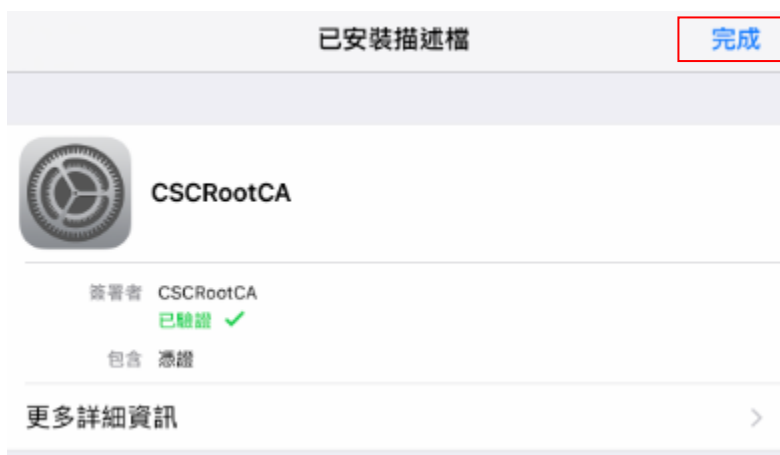 已安裝描述檔 完成
CSCRootCA
簽署者 CSCRootCA
已驗證 ✓
包含 憑證
更多詳細資訊